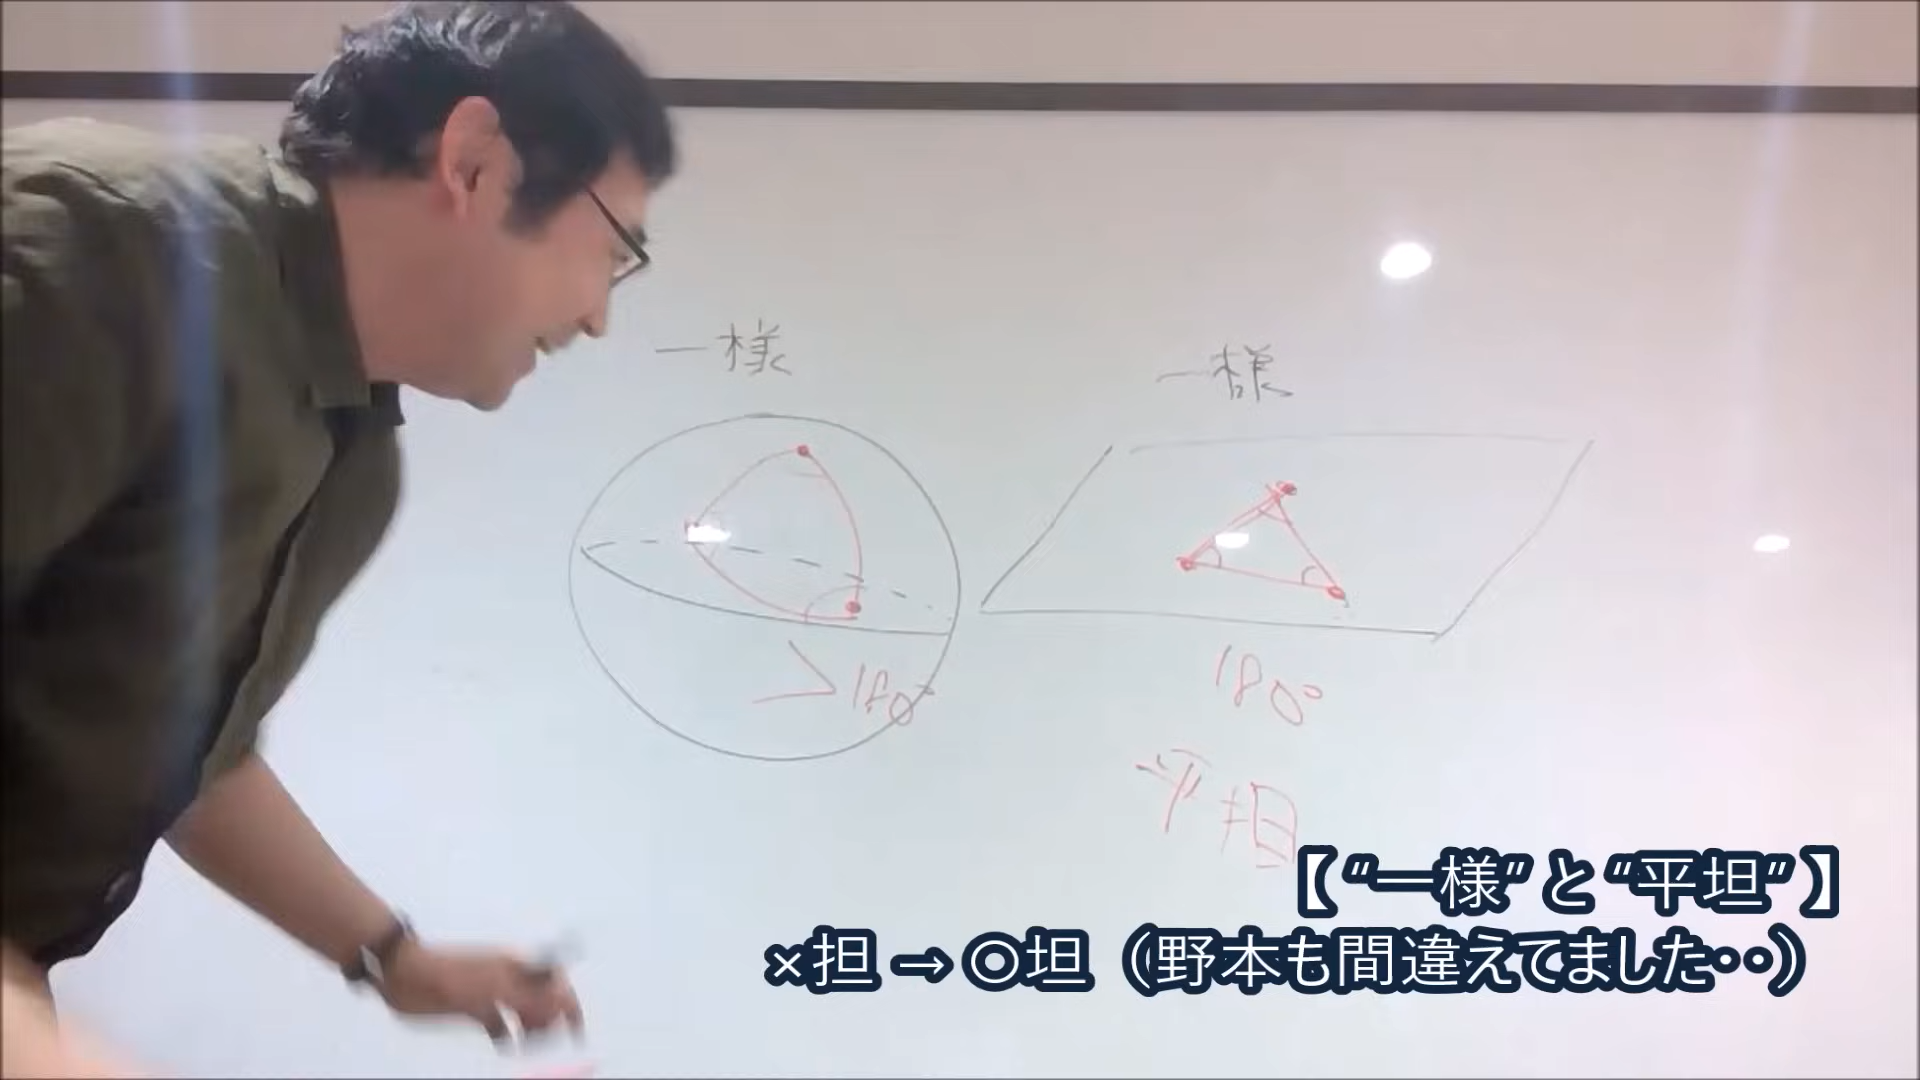 一様
一様
>180°
180°
平担
【“一様”と“平坦”】
×担→〇坦（野本も間違えてました･･）